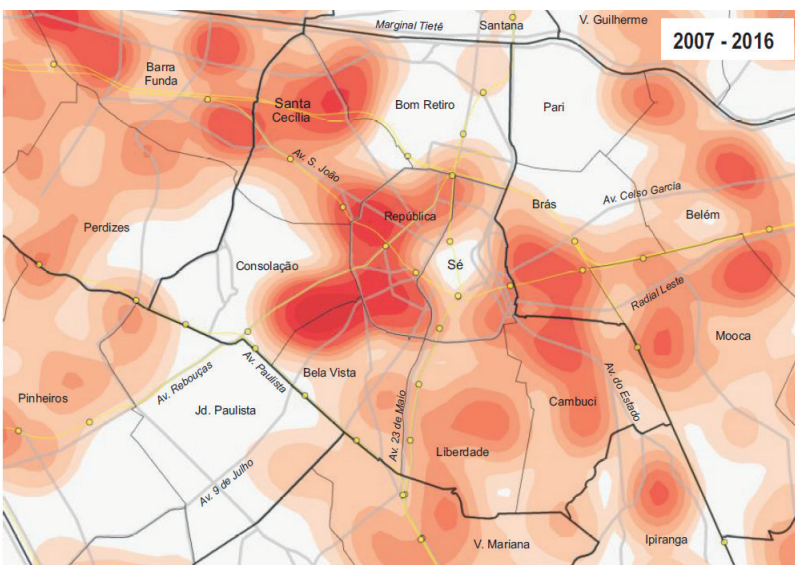 Marginal Tietê
Santana
V. Guilherme
2007 - 2016
Barra
Funda
Santa
Cecília
Bom Retiro
Pari
Av. S. João
Av. Celso Garcia
República
Brás
Belém
Perdizes
Consolação
Sé
Radial Leste
Mooca
Bela Vista
Av. Paulista
Av. Rebouças
Pinheiros
Jd. Paulista
Av. 23 de Maio
Cambuci
Av. do Estado
Liberdade
Av. 9 de Julho
V. Mariana
Ipiranga